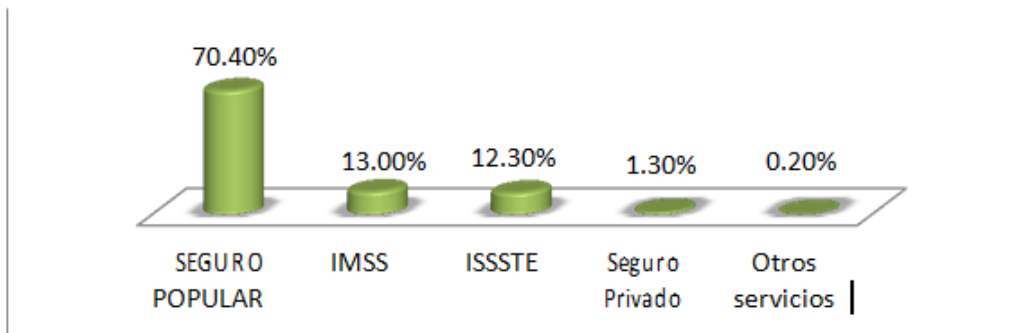 70.40%
13.00%
12.30%
1.30%
0.20%
SEGURO
POPULAR
IMSS
ISSSTE
Seguro
Privado
Otros
servicios